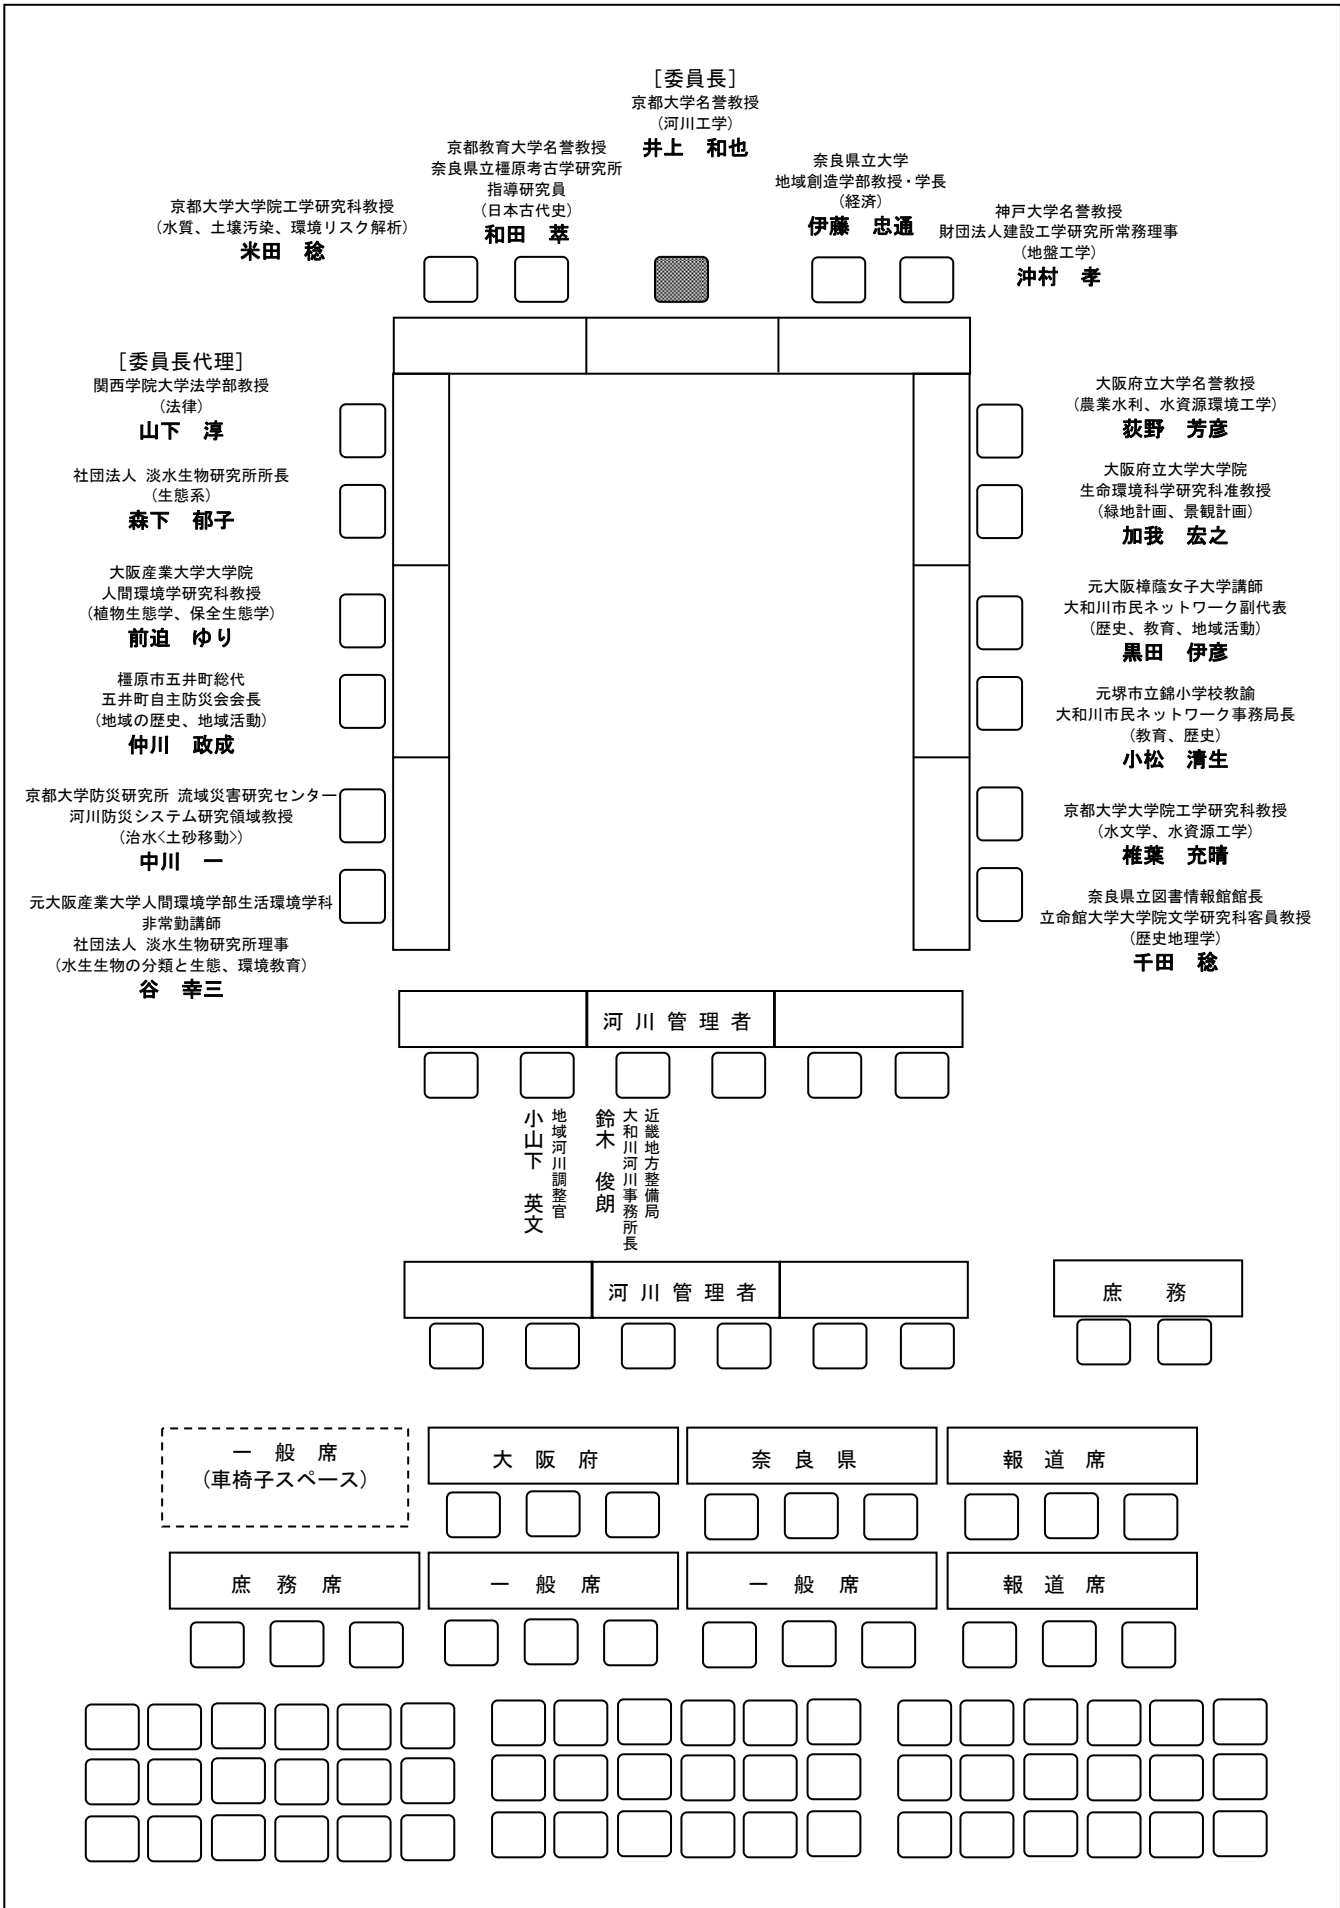 ［委員長］
京都大学名誉教授
（河川工学）
井上　和也
京都教育大学名誉教授
奈良県立橿原考古学研究所
指導研究員
（日本古代史）
和田　萃
京都大学大学院工学研究科教授
（水質、土壌汚染、環境リスク解析）
米田　稔
奈良県立大学
地域創造学部教授・学長
（経済）
伊藤　忠通
神戸大学名誉教授
財団法人建設工学研究所常務理事
（地盤工学）
沖村　孝
［委員長代理］
関西学院大学法学部教授
（法律）
山下　淳
社団法人 淡水生物研究所所長
（生態系）
森下　郁子
大阪産業大学大学院
人間環境学研究科教授
（植物生態学、保全生態学）
前迫　ゆり
橿原市五井町総代
五井町自主防災会会長
（地域の歴史、地域活動）
仲川　政成
京都大学防災研究所 流域災害研究センター
河川防災システム研究領域教授
（治水<土砂移動>）
中川　一
元大阪産業大学人間環境学部生活環境学科
非常勤講師
社団法人 淡水生物研究所理事
（水生生物の分類と生態、環境教育）
谷　幸三
大阪府立大学名誉教授
（農業水利、水資源環境工学）
荻野　芳彦
大阪府立大学大学院
生命環境科学研究科准教授
（緑地計画、景観計画）
加我　宏之
元大阪樟蔭女子大学講師
大和川市民ネットワーク副代表
（歴史、教育、地域活動）
黒田　伊彦
元堺市立錦小学校教諭
大和川市民ネットワーク事務局長
（教育、歴史）
小松　清生
京都大学大学院工学研究科教授
（水文学、水資源工学）
椎葉　充晴
奈良県立図書情報館館長
立命館大学大学院文学研究科客員教授
（歴史地理学）
千田　稔
河 川 管 理 者
近畿地方整備局
大和川河川事務所長
鈴木　俊朗
地域河川調整官
小山下　英文
河 川 管 理 者
庶　務
一　般　席
（車椅子スペース）
大　阪　府
奈　良　県
報　道　席
庶　務　席
一　般　席
一　般　席
報　道　席